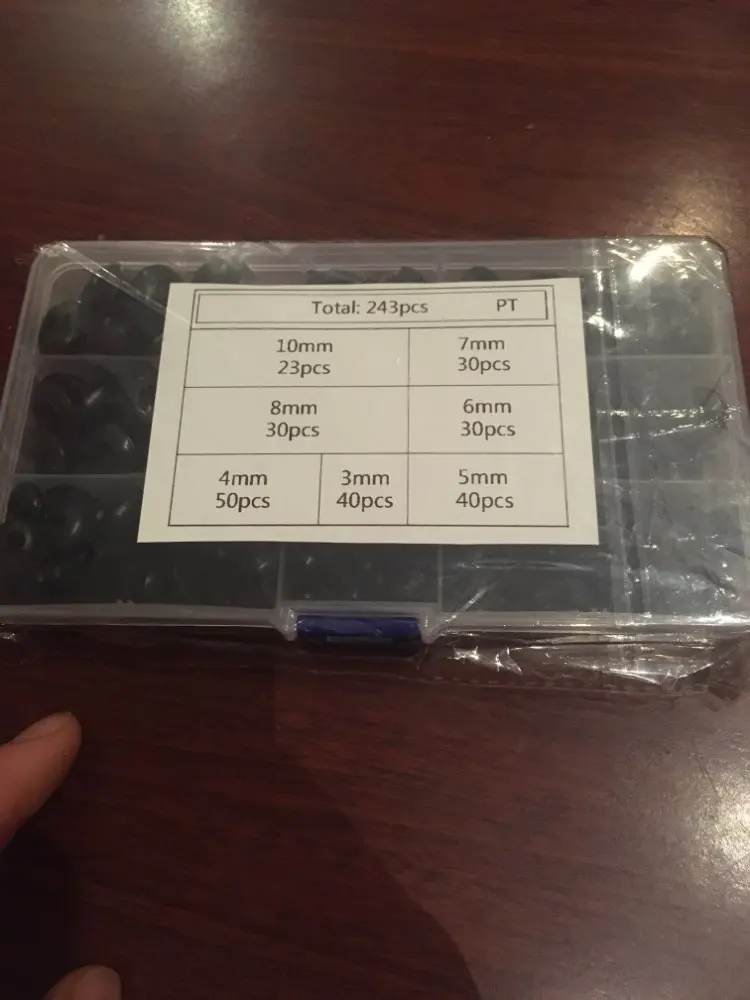 Total: 243pcs PT
10mm 7mm
23pcs 30pcs
8mm 6mm
30pcs 30pcs
4mm 3mm 5mm
50pcs 40pcs 40pcs